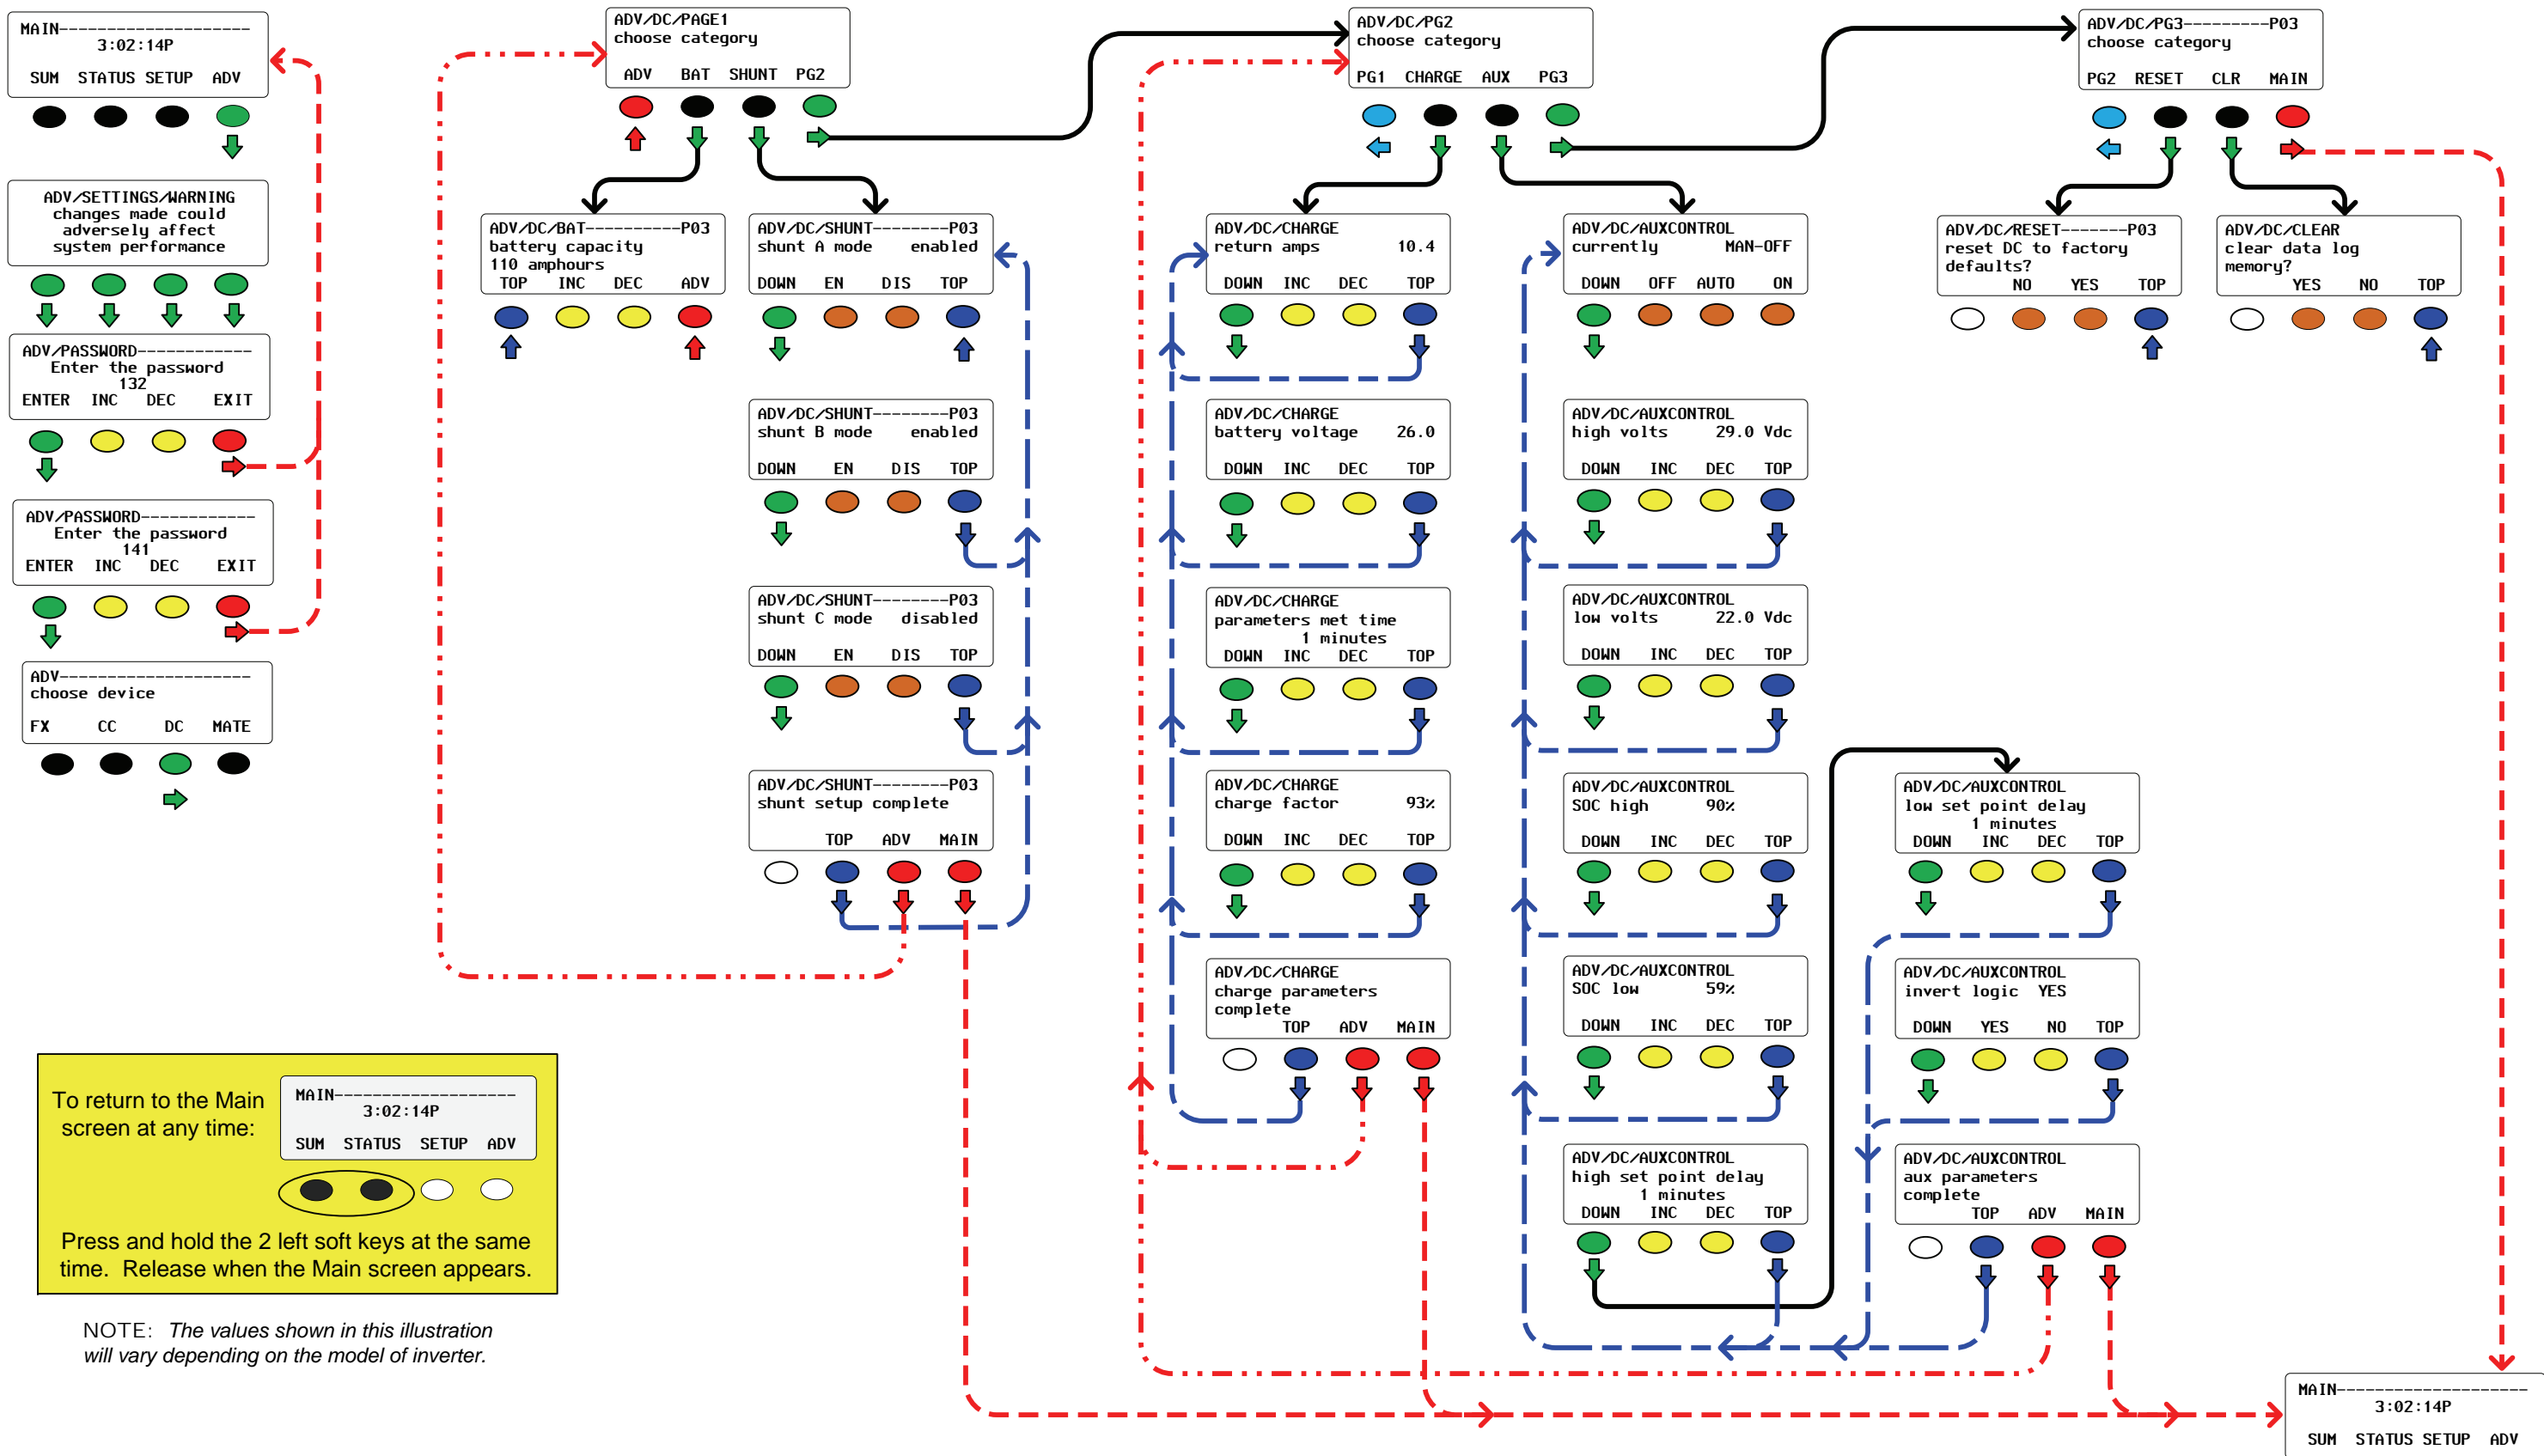 MAIN--------------------
3:02:14P
SUM STATUS SETUP ADV
ADV/SETTINGS/WARNING
changes made could
adversely affect
system performance
ADV/PASSWORD------------
Enter the password
132
ENTER INC DEC EXIT
ADV/PASSWORD------------
Enter the password
141
ENTER INC DEC EXIT
ADV--------------------
choose device
FX CC DC MATE
ADV/DC/PAGE1
choose category
ADV BAT SHUNT PG2
ADV/DC/BAT----------P03
battery capacity
110 amphours
TOP INC DEC ADV
ADV/DC/SHUNT--------P03
shunt A mode enabled
DOWN EN DIS TOP
ADV/DC/SHUNT--------P03
shunt B mode enabled
DOWN EN DIS TOP
ADV/DC/SHUNT--------P03
shunt C mode disabled
DOWN EN DIS TOP
ADV/DC/SHUNT--------P03
shunt setup complete
TOP ADV MAIN
ADV/DC/PG2
choose category
PG1 CHARGE AUX PG3
ADV/DC/CHARGE
return amps 10.4
DOWN INC DEC TOP
ADV/DC/CHARGE
battery voltage 26.0
DOWN INC DEC TOP
ADV/DC/CHARGE
parameters met time
1 minutes
DOWN INC DEC TOP
ADV/DC/CHARGE
charge factor 93%
DOWN INC DEC TOP
ADV/DC/CHARGE
charge parameters
complete
TOP ADV MAIN
ADV/DC/AUXCONTROL
currently MAN-OFF
DOWN OFF AUTO ON
ADV/DC/AUXCONTROL
high volts 29.0 Vdc
DOWN INC DEC TOP
ADV/DC/AUXCONTROL
low volts 22.0 Vdc
DOWN INC DEC TOP
ADV/DC/AUXCONTROL
SOC high 90%
DOWN INC DEC TOP
ADV/DC/AUXCONTROL
SOC low 59%
DOWN INC DEC TOP
ADV/DC/AUXCONTROL
high set point delay
1 minutes
DOWN INC DEC TOP
ADV/DC/AUXCONTROL
low set point delay
1 minutes
DOWN INC DEC TOP
ADV/DC/AUXCONTROL
invert logic YES
DOWN YES NO TOP
ADV/DC/AUXCONTROL
aux parameters
complete
TOP ADV MAIN
ADV/DC/PG3---------P03
choose category
PG2 RESET CLR MAIN
ADV/DC/RESET-------P03
reset DC to factory
defaults?
NO YES TOP
ADV/DC/CLEAR
clear data log
memory?
YES NO TOP
To return to the Main
screen at any time:
MAIN-------------------
3:02:14P
SUM STATUS SETUP ADV
Press and hold the 2 left soft keys at the same
time. Release when the Main screen appears.
NOTE: The values shown in this illustration
will vary depending on the model of inverter.
MAIN--------------------
3:02:14P
SUM STATUS SETUP ADV